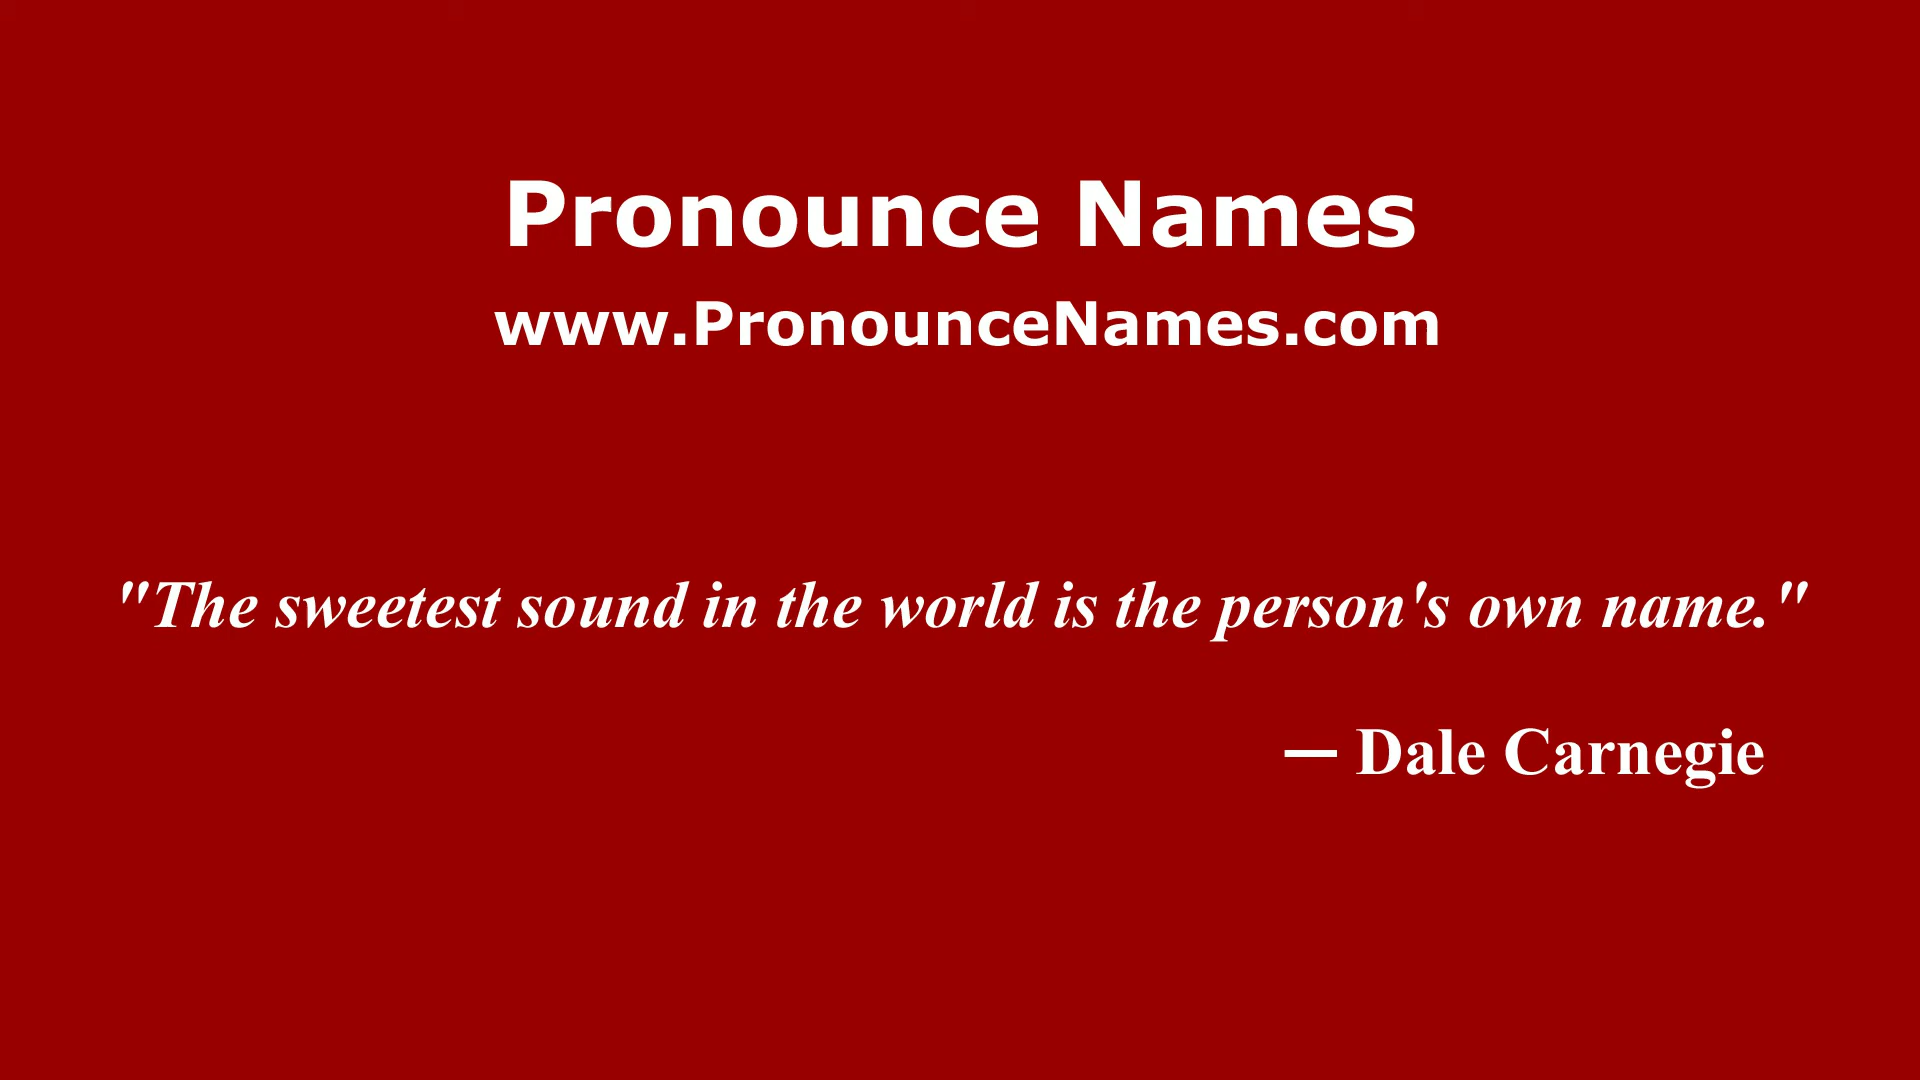 Pronounce Names
www.PronounceNames.com
"The sweetest sound in the world is the person's own name."
— Dale Carnegie